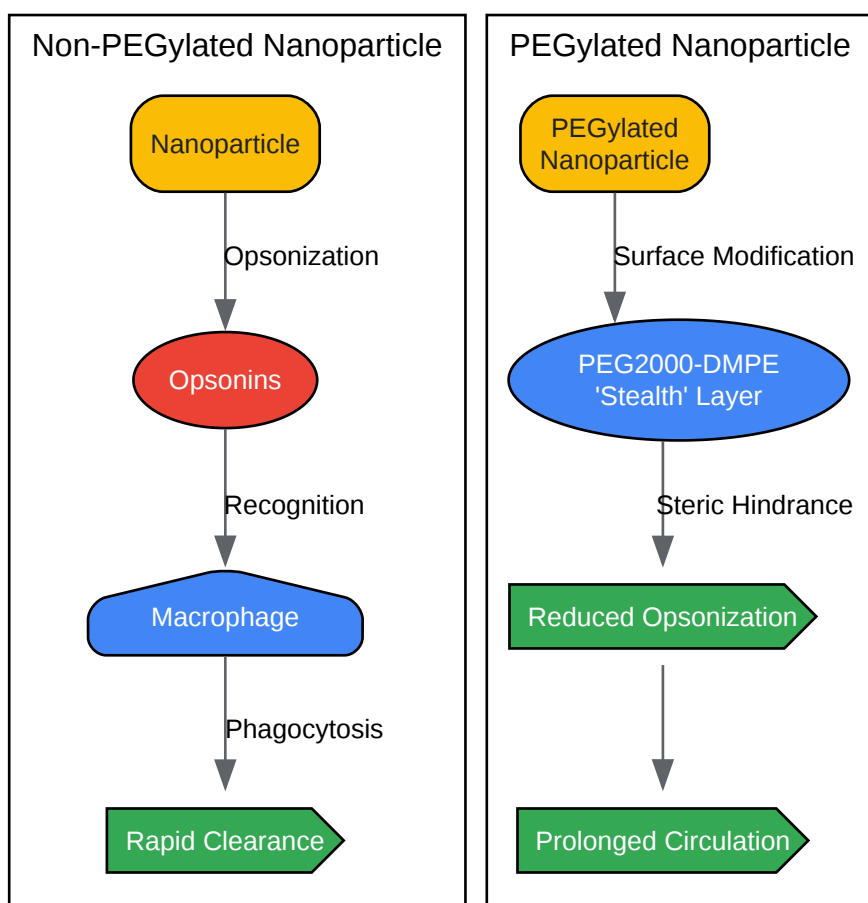 Non-PEGylated Nanoparticle
Nanoparticle
Opsonization
Opsonins
Recognition
Macrophage
Phagocytosis
Rapid Clearance
PEGylated Nanoparticle
PEGylated
Nanoparticle
Surface Modification
PEG2000-DMPE
'Stealth' Layer
Steric Hindrance
Reduced Opsonization
Prolonged Circulation